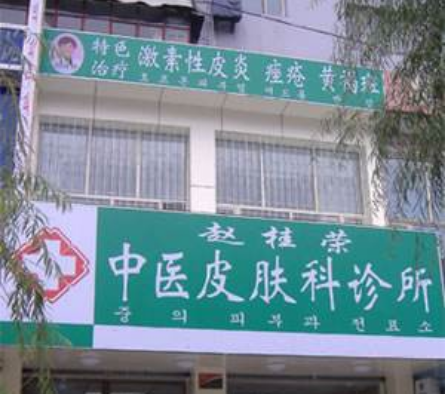 特色治疗 激素性皮炎 痤疮 黄褐斑
赵桂荣
中医皮肤科诊所
중의피부과진료소